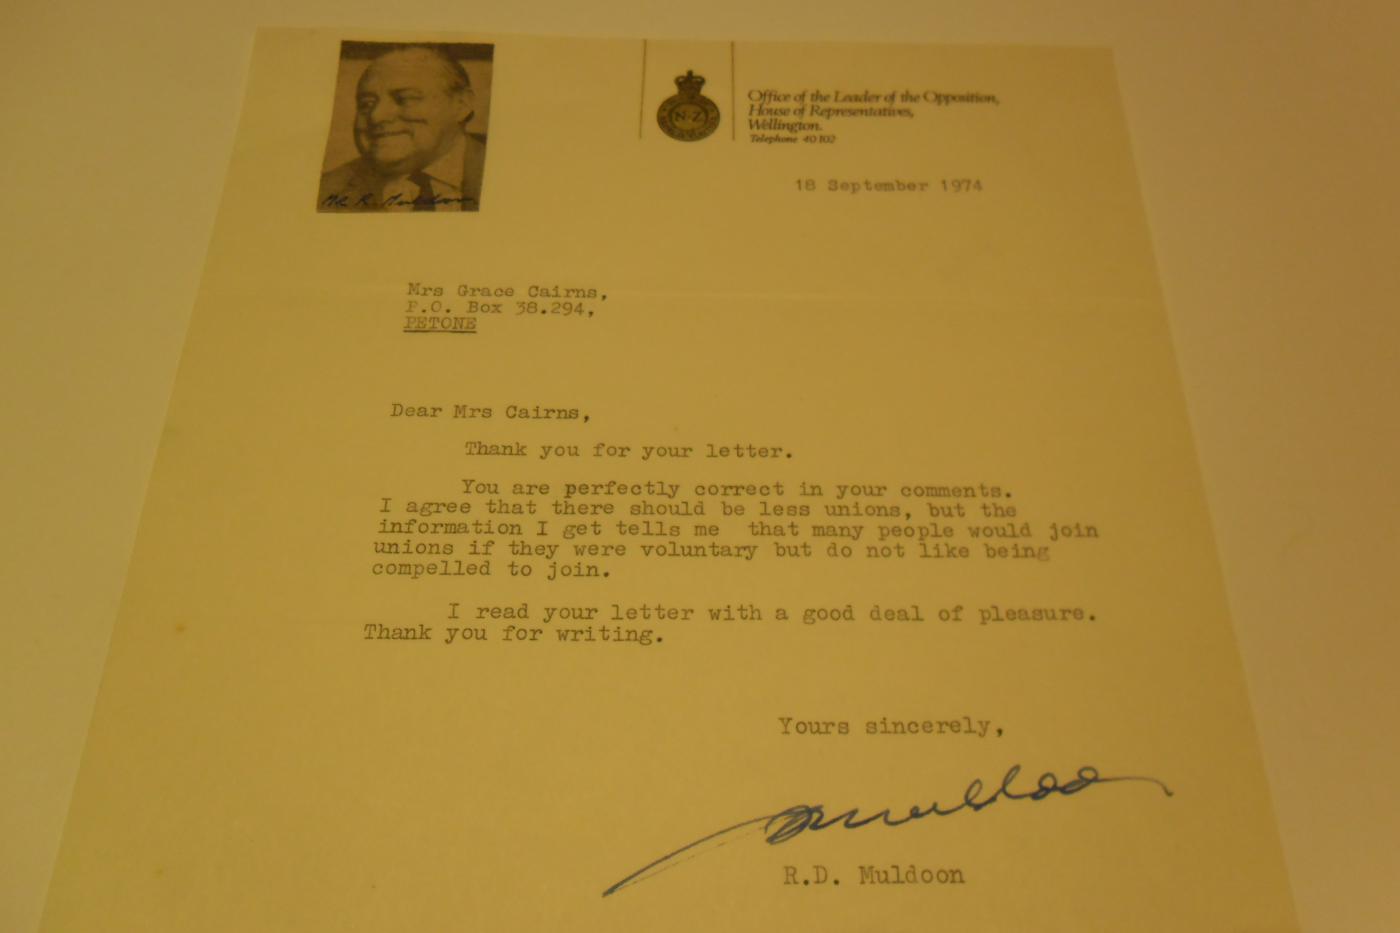 Mr R. Muldoon
N-Z
Office of the Leader of the Opposition,
House of Representatives,
Wellington.
Telephone 40 102
18 September 1974
Mrs Grace Cairns,
P.O. Box 38.294,
PETONE
Dear Mrs Cairns,
Thank you for your letter.
You are perfectly correct in your comments.
I agree that there should be less unions, but the
information I get tells me that many people would join
unions if they were voluntary but do not like being
compelled to join.
I read your letter with a good deal of pleasure.
Thank you for writing.
Yours sincerely,
Muldoon
R.D. Muldoon